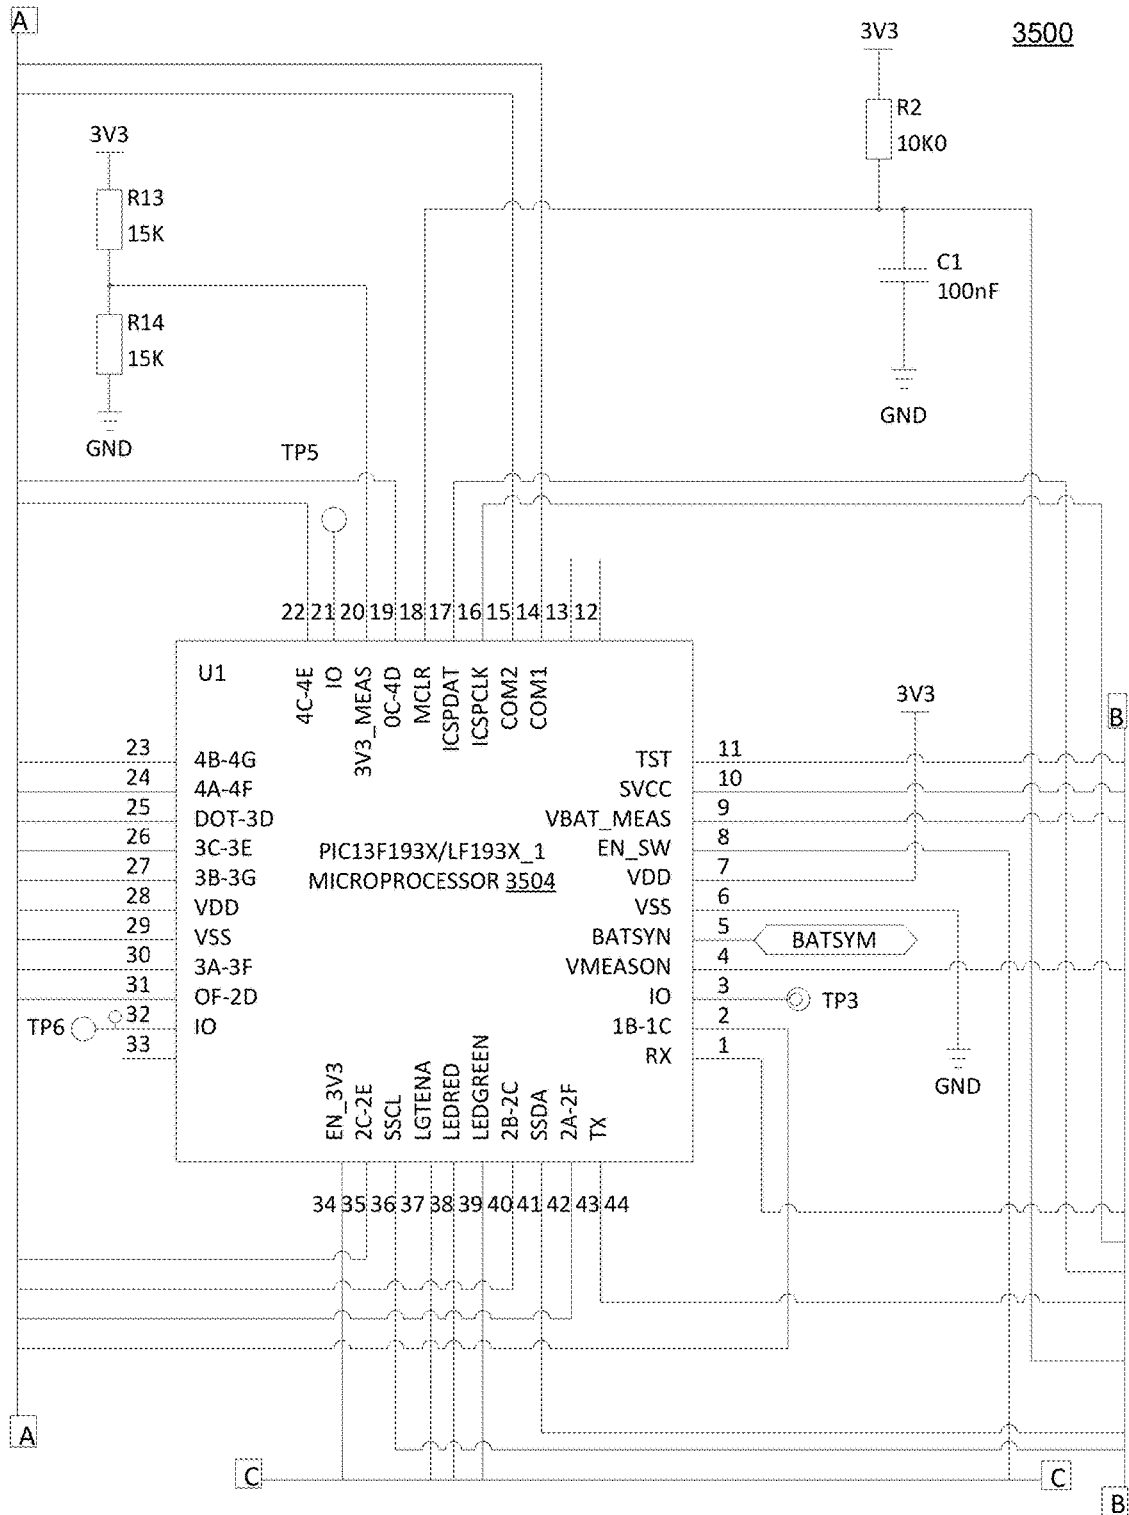 A
3500
3V3
R2
10K0
3V3
R13
15K
C1
100nF
R14
15K
GND
GND
TP5
22 21 20 19 18 17 16 15 14 13 12
U1
4C-4E
IO
3V3_MEAS
0C-4D
MCLR
ICSPDAT
ICSPCLK
COM2
COM1
3V3
B
23 4B-4G
24 4A-4F
25 DOT-3D
26 3C-3E
27 3B-3G
28 VDD
29 VSS
30 3A-3F
31 OF-2D
TP6 32 IO
33
PIC13F193X/LF193X_1
MICROPROCESSOR 3504
TST 11
SVCC 10
VBAT_MEAS 9
EN_SW 8
VDD 7
VSS 6
BATSYN 5 BATSYM
VMEASON 4
IO 3 TP3
1B-1C 2
RX 1
GND
EN_3V3
2C-2E
SSCL
LGTENA
LEDRED
LEDGREEN
2B-2C
SSDA
2A-2F
TX
34 35 36 37 38 39 40 41 42 43 44
A
C
C
B